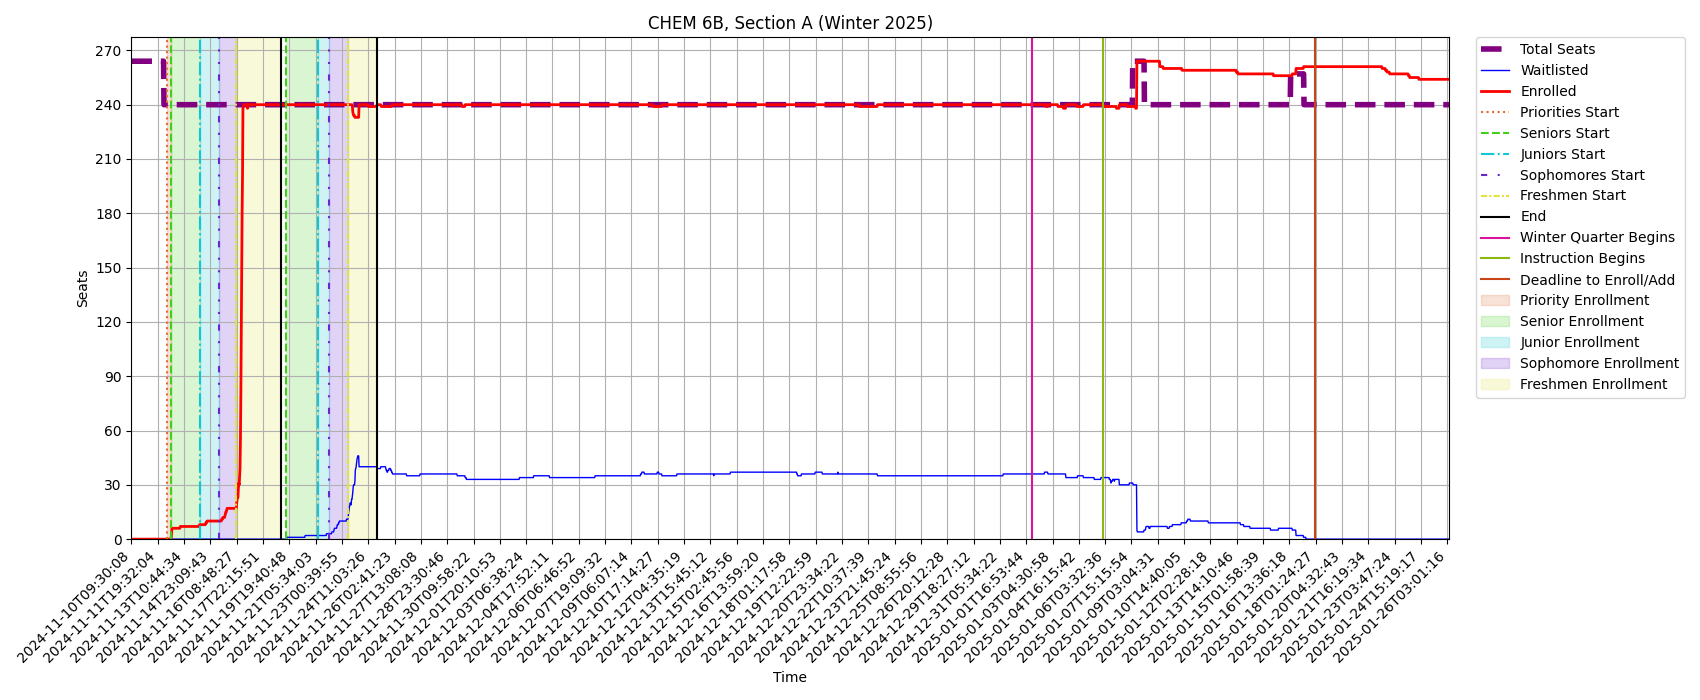 CHEM 6B, Section A (Winter 2025)
270
240
210
180
150
120
90
60
30
0
Seats
2024-11-10T09:30:08
2024-11-11T19:32:04
2024-11-13T10:44:34
2024-11-14T23:09:43
2024-11-16T08:48:27
2024-11-17T22:15:51
2024-11-19T19:40:48
2024-11-21T05:34:03
2024-11-23T00:39:55
2024-11-24T11:03:26
2024-11-26T02:41:23
2024-11-27T13:08:08
2024-11-28T23:30:46
2024-11-30T09:58:22
2024-12-01T20:10:53
2024-12-03T06:38:24
2024-12-04T17:52:11
2024-12-06T06:46:52
2024-12-07T19:09:32
2024-12-09T06:07:14
2024-12-10T17:14:27
2024-12-12T04:35:19
2024-12-13T15:45:12
2024-12-15T02:45:56
2024-12-16T13:59:20
2024-12-18T01:17:58
2024-12-19T12:22:59
2024-12-20T23:34:22
2024-12-22T10:37:39
2024-12-23T21:45:24
2024-12-25T08:55:56
2024-12-26T20:12:28
2024-12-29T18:27:12
2024-12-31T05:34:22
2025-01-01T16:53:44
2025-01-03T04:30:58
2025-01-04T16:15:42
2025-01-06T03:32:36
2025-01-07T15:15:54
2025-01-09T03:04:31
2025-01-10T14:40:05
2025-01-12T02:28:18
2025-01-13T14:10:46
2025-01-15T01:58:39
2025-01-16T13:36:18
2025-01-18T01:24:27
2025-01-20T04:32:43
2025-01-21T16:19:34
2025-01-23T03:47:24
2025-01-24T15:19:17
2025-01-26T03:01:16
Time
Total Seats
Waitlisted
Enrolled
Priorities Start
Seniors Start
Juniors Start
Sophomores Start
Freshmen Start
End
Winter Quarter Begins
Instruction Begins
Deadline to Enroll/Add
Priority Enrollment
Senior Enrollment
Junior Enrollment
Sophomore Enrollment
Freshmen Enrollment